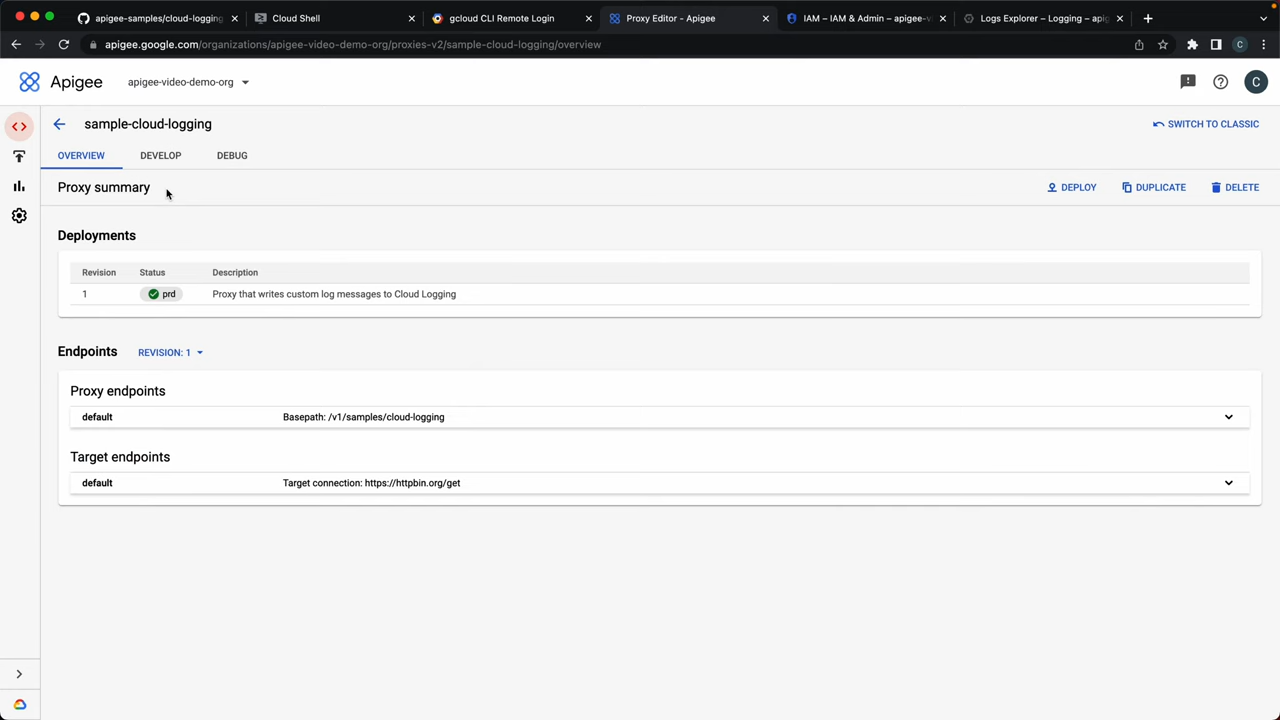 apigee-samples/cloud-logging
Cloud Shell
gcloud CLI Remote Login
Proxy Editor - Apigee
IAM – IAM & Admin – apigee-v
Logs Explorer – Logging – apig
apigee.google.com/organizations/apigee-video-demo-org/proxies-v2/sample-cloud-logging/overview
C
Apigee
apigee-video-demo-org
C
sample-cloud-logging
SWITCH TO CLASSIC
OVERVIEW
DEVELOP
DEBUG
Proxy summary
DEPLOY
DUPLICATE
DELETE
Deployments
Revision Status Description
1 prd Proxy that writes custom log messages to Cloud Logging
Endpoints
REVISION: 1
Proxy endpoints
default Basepath: /v1/samples/cloud-logging
Target endpoints
default Target connection: https://httpbin.org/get